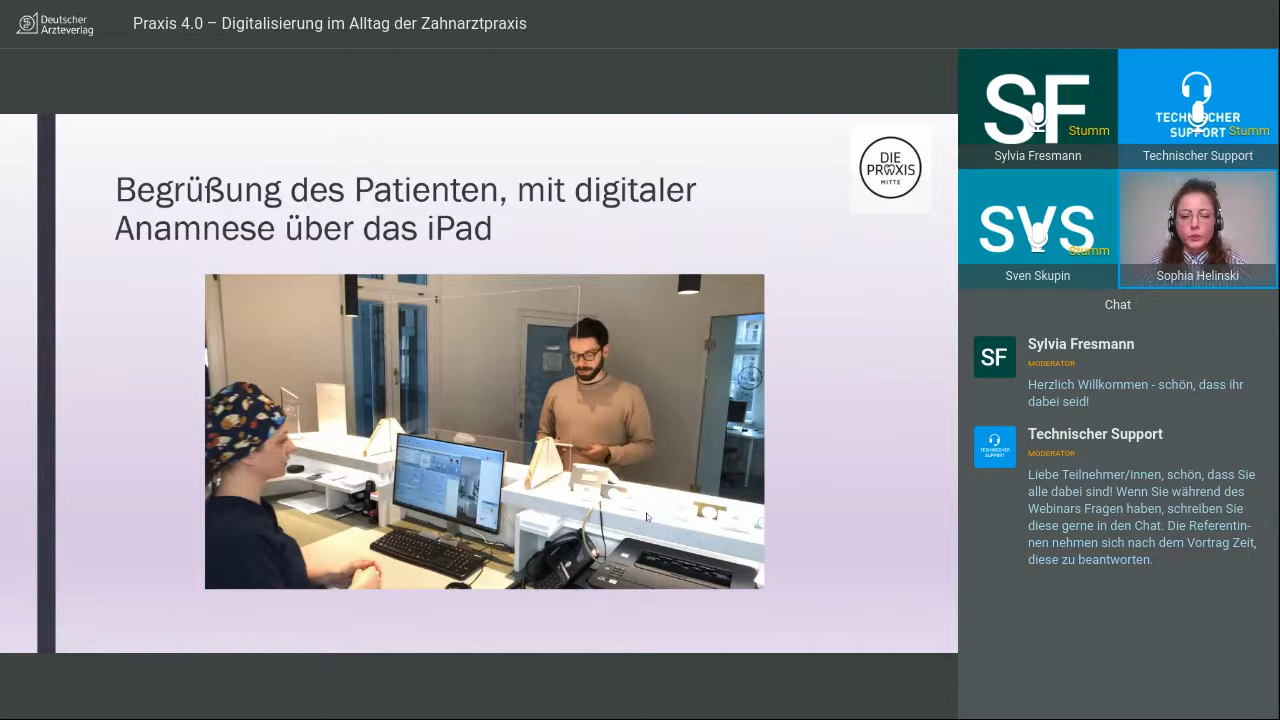 Deutscher
Ärzteverlag
Praxis 4.0 – Digitalisierung im Alltag der Zahnarztpraxis
Begrüßung des Patienten, mit digitaler
Anamnese über das iPad
DIE
PRAXIS
MITTE
SF
Stumm
Sylvia Fresmann
TECHNISCHER
SUPPORT
Stumm
Technischer Support
SVS
Stumm
Sven Skupin
Sophia Helinski
Chat
SF
Sylvia Fresmann
MODERATOR
Herzlich Willkommen - schön, dass ihr
dabei seid!
TECHNISCHER
SUPPORT
Technischer Support
MODERATOR
Liebe Teilnehmer/innen, schön, dass Sie
alle dabei sind! Wenn Sie während des
Webinars Fragen haben, schreiben Sie
diese gerne in den Chat. Die Referentin-
nen nehmen sich nach dem Vortrag Zeit,
diese zu beantworten.